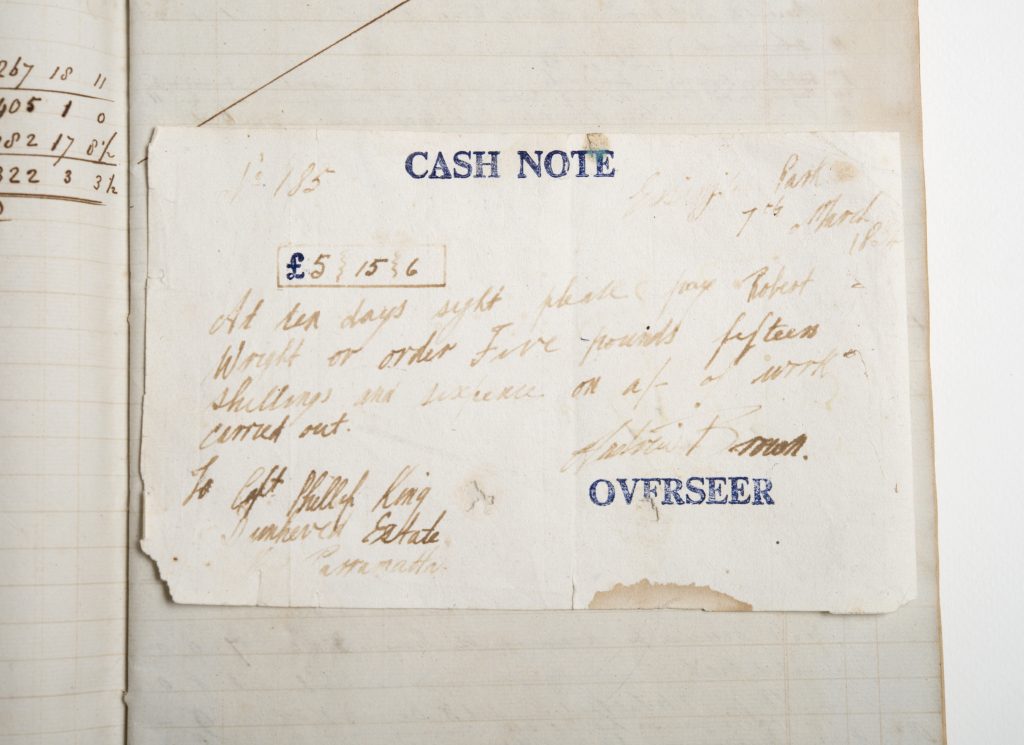 267 18 11
405 1 0
82 17 8½
322 3 3½
CASH NOTE
No 185
Park
7th March
£5 15 6
At ten days sight please pay Robert
Wright or order Five pounds fifteen
shillings and sixpence on a/- of work
carried out.
Brown.
OVERSEER
To Capt Phillip King
Dunheved Estate
Parramatta